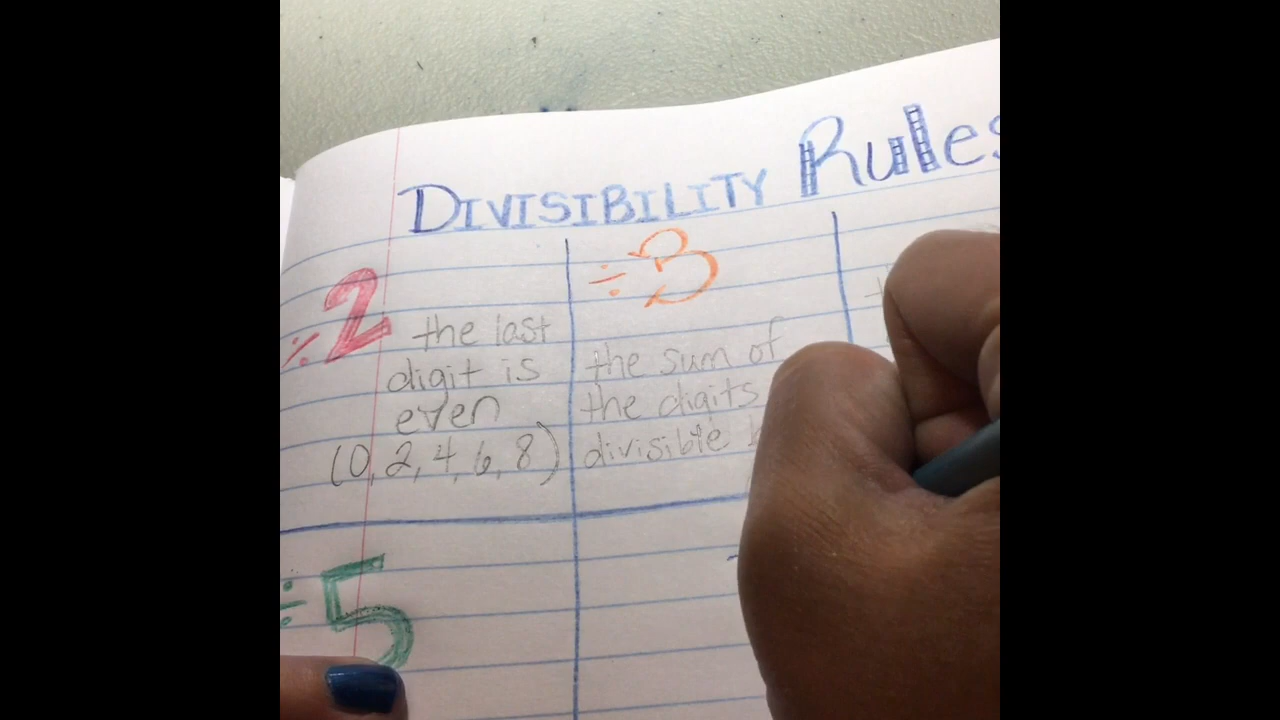 DIVISIBILITY Rules
÷2
the last
digit is
even
(0, 2, 4, 6, 8)
÷3
the sum of
the digits
divisible
÷5